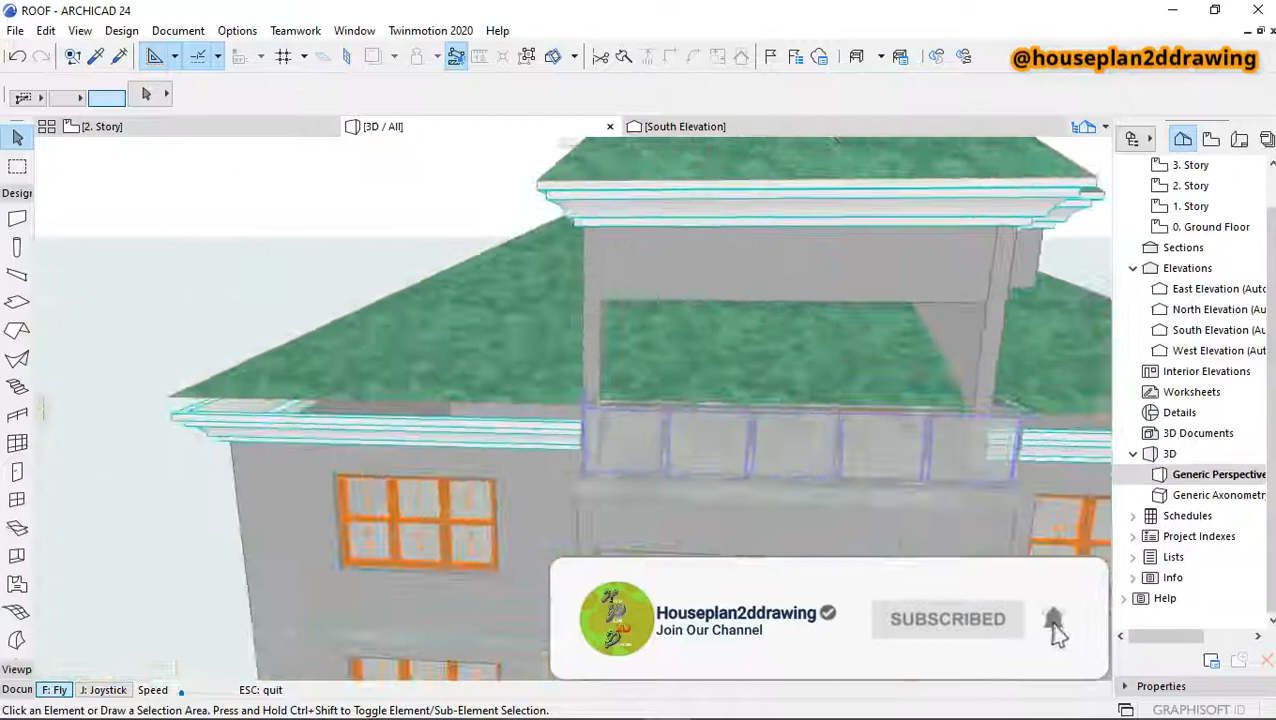 ROOF - ARCHICAD 24
File Edit View Design Document Options Teamwork Window Twinmotion 2020 Help
@houseplan2ddrawing
[2. Story]
[3D / All]
[South Elevation]
Design
3. Story
2. Story
1. Story
0. Ground Floor
Sections
Elevations
East Elevation (Auto
North Elevation (Au
South Elevation (Au
West Elevation (Aut
Interior Elevations
Worksheets
Details
3D Documents
3D
Generic Perspective
Generic Axonometr
Schedules
Project Indexes
Lists
Info
Help
Houseplan2ddrawing
Join Our Channel
SUBSCRIBED
Viewp
Docun
F: Fly
J: Joystick
Speed
ESC: quit
Properties
Click an Element or Draw a Selection Area. Press and Hold Ctrl+Shift to Toggle Element/Sub-Element Selection.
GRAPHISOFT ID